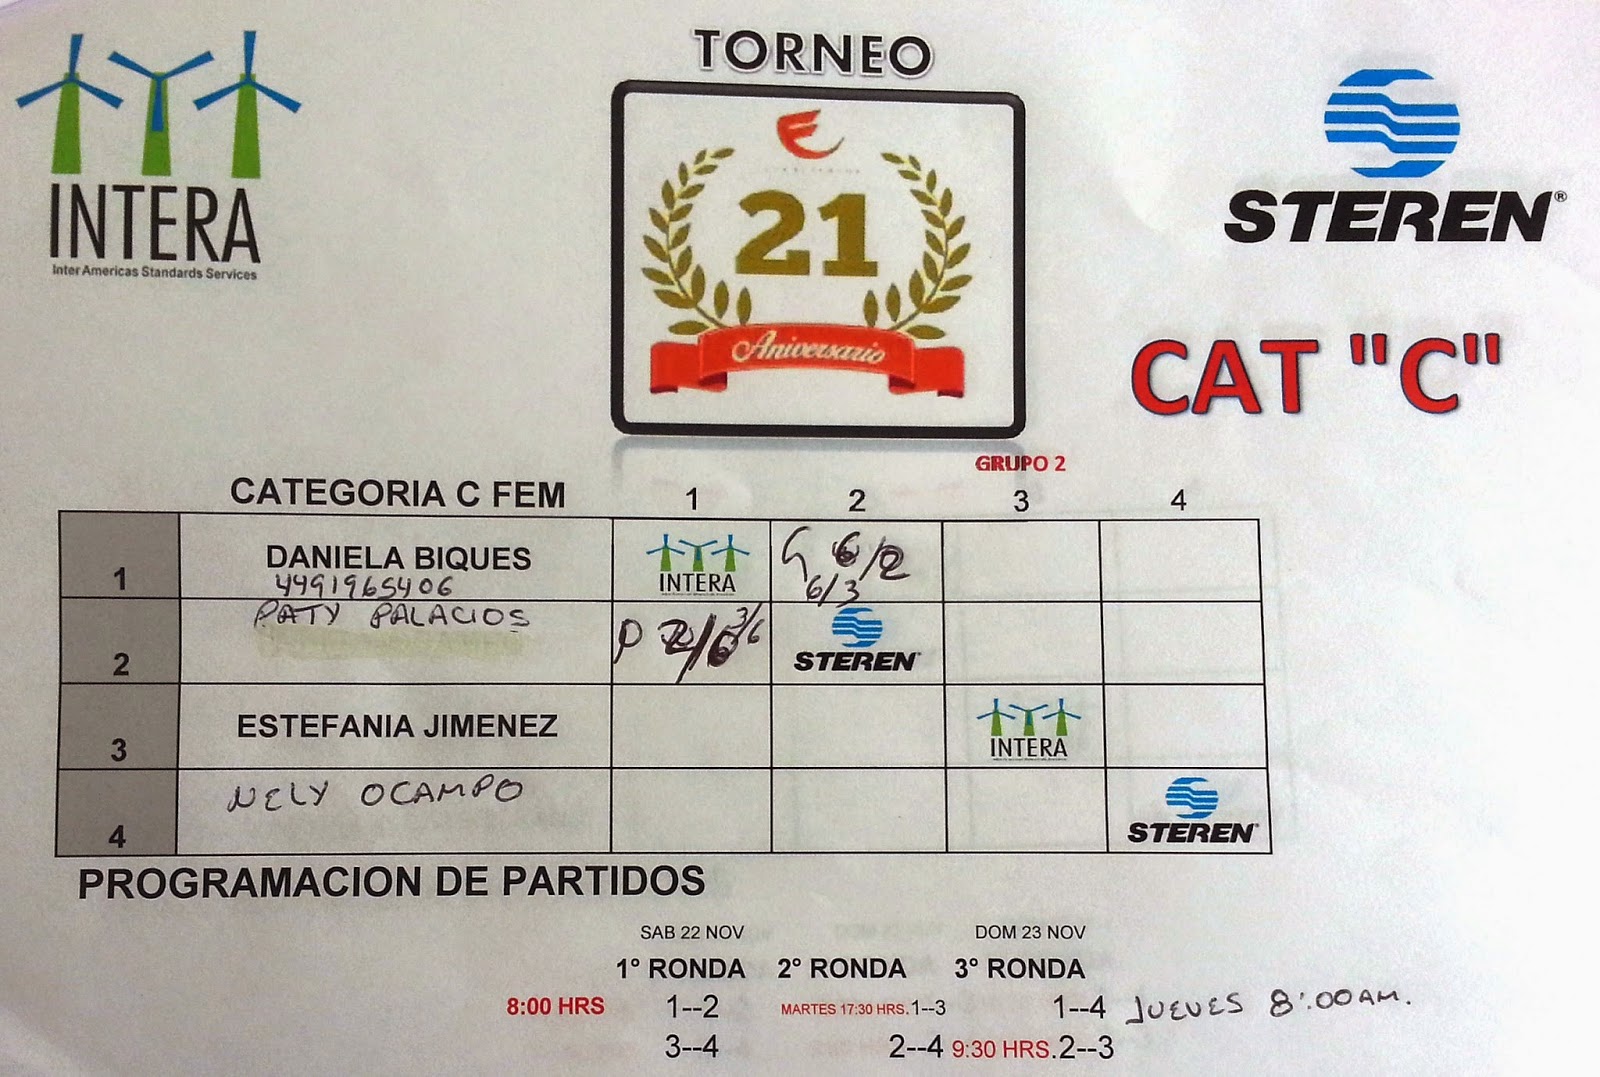 TORNEO
INTERA
Inter Americas Standards Services
21
Aniversario
STEREN®
CAT "C"
GRUPO 2
CATEGORIA C FEM 1 2 3 4
1 DANIELA BIQUES INTERA G 6/2
4491965406 6/3
2 PATY PALACIOS P 2/6 3/6 STEREN
3 ESTEFANIA JIMENEZ INTERA
4 NELY OCAMPO STEREN
PROGRAMACION DE PARTIDOS
SAB 22 NOV DOM 23 NOV
1° RONDA 2° RONDA 3° RONDA
8:00 HRS 1--2 MARTES 17:30 HRS. 1--3 1--4 JUEVES 8:00AM.
3--4 2--4 9:30 HRS. 2--3